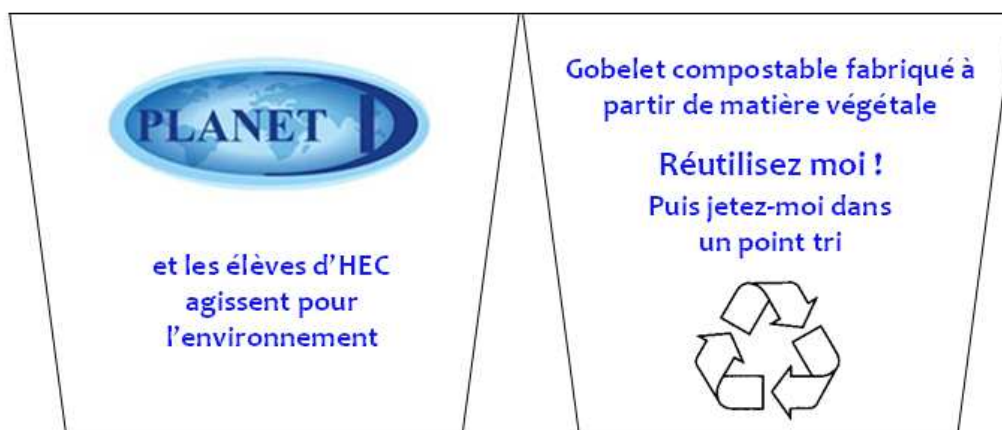 PLANET D
et les élèves d'HEC
agissent pour
l'environnement
Gobelet compostable fabriqué à
partir de matière végétale
Réutilisez moi !
Puis jetez-moi dans
un point tri